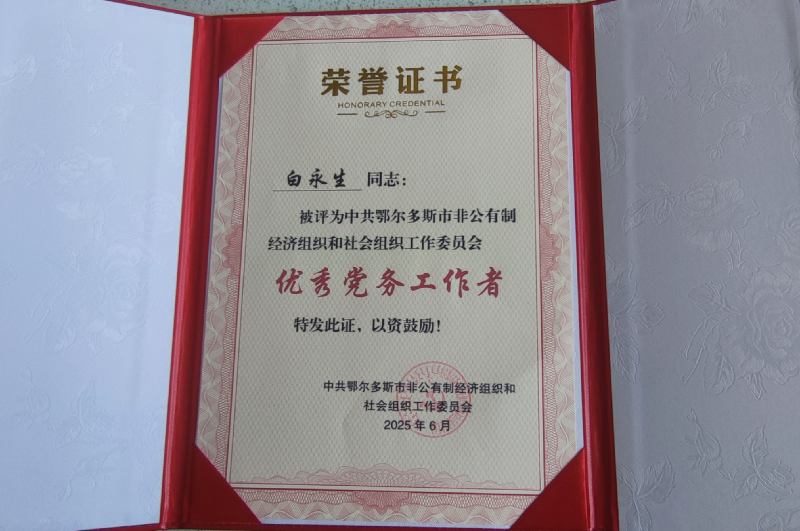 荣誉证书
HONORARY CREDENTIAL
白永生 同志：
被评为中共鄂尔多斯市非公有制
经济组织和社会组织工作委员会
优秀党务工作者
特发此证，以资鼓励！
中共鄂尔多斯市非公有制经济组织和
社会组织工作委员会
2025年6月